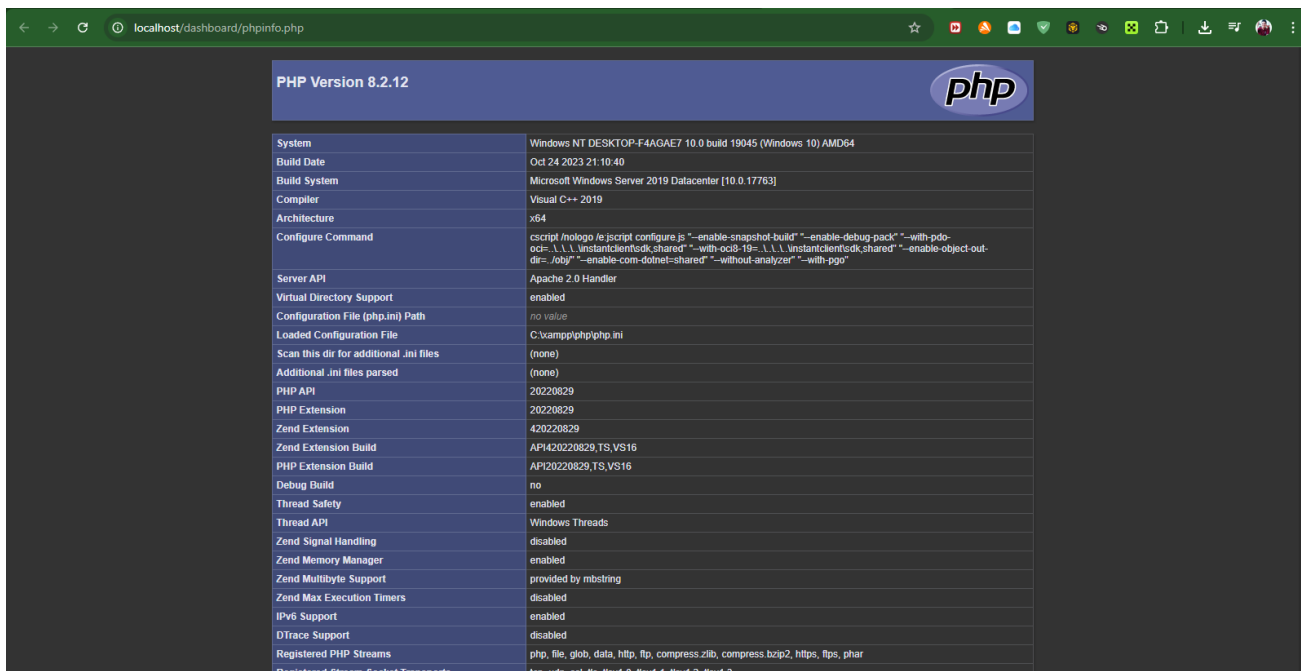 localhost/dashboard/phpinfo.php
PHP Version 8.2.12
php
System Windows NT DESKTOP-F4AGAE7 10.0 build 19045 (Windows 10) AMD64
Build Date Oct 24 2023 21:10:40
Build System Microsoft Windows Server 2019 Datacenter [10.0.17763]
Compiler Visual C++ 2019
Architecture x64
Configure Command cscript /nologo /e:jscript configure.js "--enable-snapshot-build" "--enable-debug-pack" "--with-pdo-
oci=..\..\..\..\instantclient\sdk,shared" "--with-oci8-19=..\..\..\..\instantclient\sdk,shared" "--enable-object-out-
dir=../obj/" "--enable-com-dotnet=shared" "--without-analyzer" "--with-pgo"
Server API Apache 2.0 Handler
Virtual Directory Support enabled
Configuration File (php.ini) Path no value
Loaded Configuration File C:\xampp\php\php.ini
Scan this dir for additional .ini files (none)
Additional .ini files parsed (none)
PHP API 20220829
PHP Extension 20220829
Zend Extension 420220829
Zend Extension Build API420220829,TS,VS16
PHP Extension Build API20220829,TS,VS16
Debug Build no
Thread Safety enabled
Thread API Windows Threads
Zend Signal Handling disabled
Zend Memory Manager enabled
Zend Multibyte Support provided by mbstring
Zend Max Execution Timers disabled
IPv6 Support enabled
DTrace Support disabled
Registered PHP Streams php, file, glob, data, http, ftp, compress.zlib, compress.bzip2, https, ftps, phar